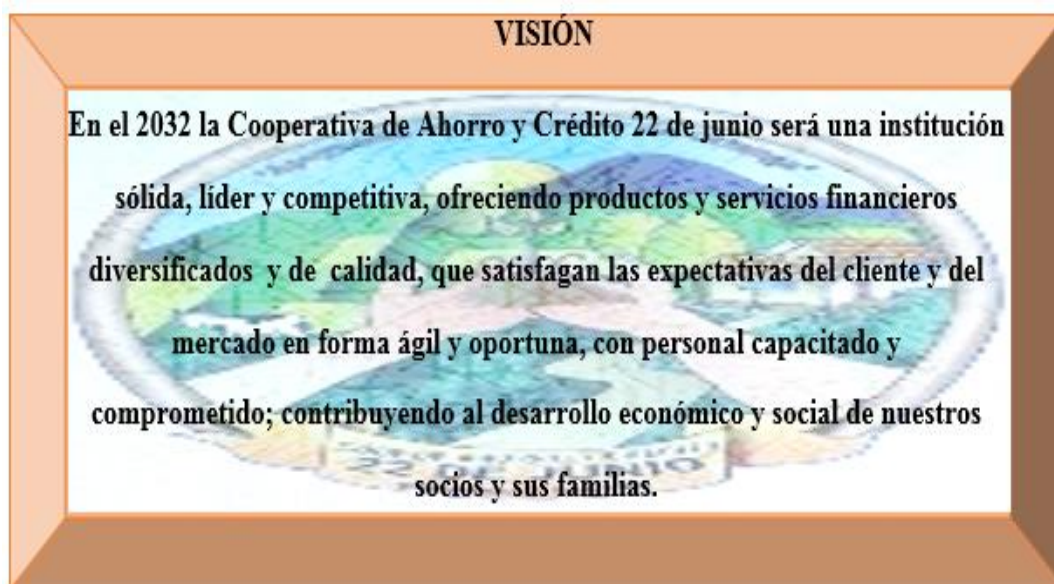 VISIÓN
En el 2032 la Cooperativa de Ahorro y Crédito 22 de junio será una institución
sólida, líder y competitiva, ofreciendo productos y servicios financieros
diversificados y de calidad, que satisfagan las expectativas del cliente y del
mercado en forma ágil y oportuna, con personal capacitado y
comprometido; contribuyendo al desarrollo económico y social de nuestros
22 DE JUNIO
socios y sus familias.